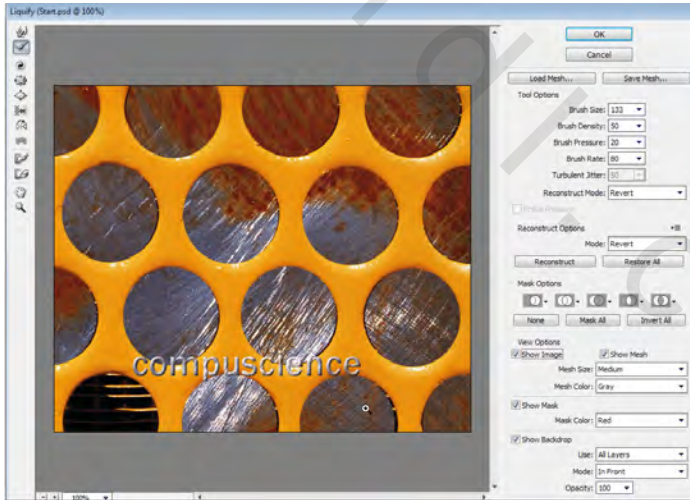 Liquify (Start.psd @ 100%)
OK
Cancel
Load Mesh...
Save Mesh...
Tool Options
Brush Size: 133
Brush Density: 50
Brush Pressure: 20
Brush Rate: 80
Turbulent Jitter: 50
Reconstruct Mode: Revert
Reconstruct Options
Mode: Revert
Reconstruct
Restore All
Mask Options
None
Mask All
Invert All
View Options
Show Image
Show Mesh
Mesh Size: Medium
Mesh Color: Gray
Show Mask
Mask Color: Red
Show Backdrop
Use: All Layers
Mode: In Front
Opacity: 100
compuscience
100%